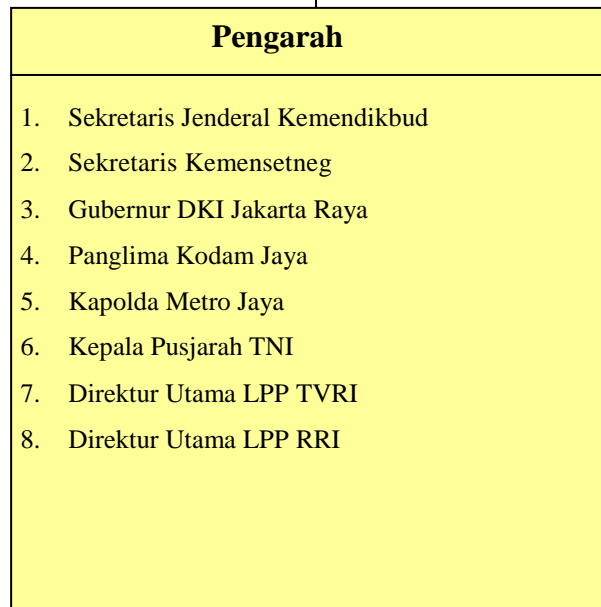 Pengarah
1. Sekretaris Jenderal Kemendikbud
2. Sekretaris Kemensetneg
3. Gubernur DKI Jakarta Raya
4. Panglima Kodam Jaya
5. Kapolda Metro Jaya
6. Kepala Pusjarah TNI
7. Direktur Utama LPP TVRI
8. Direktur Utama LPP RRI